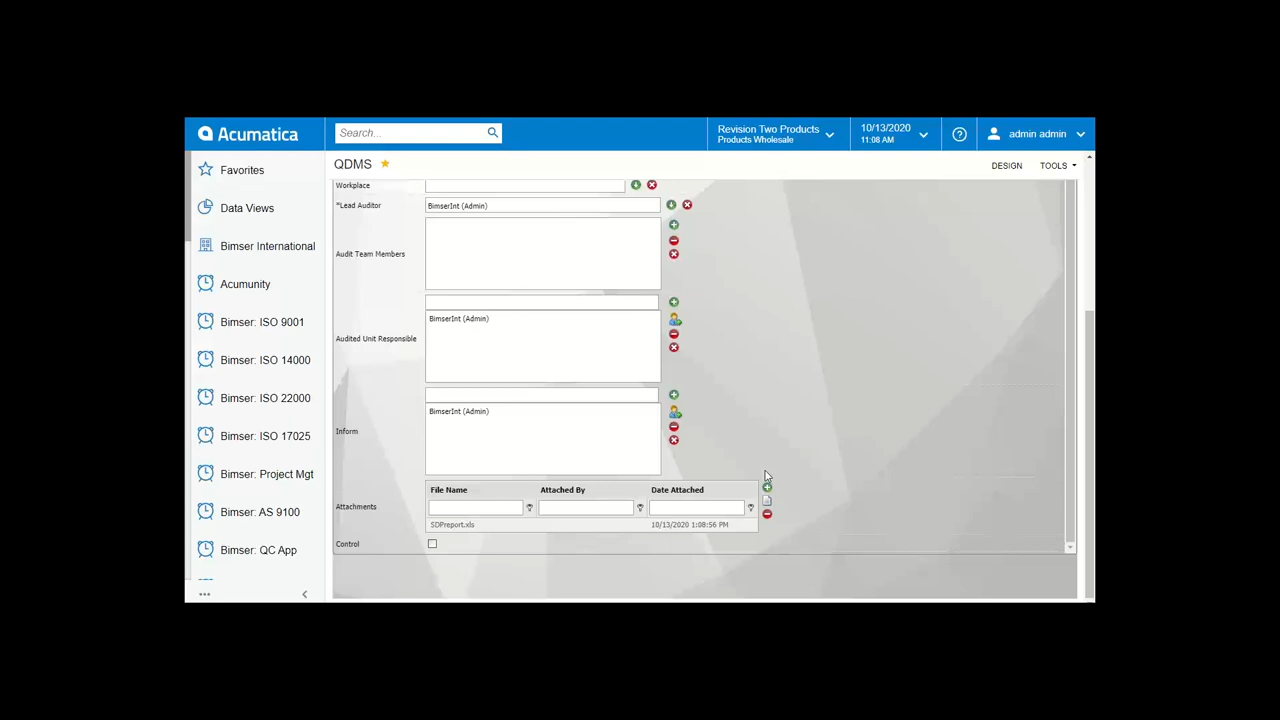 Acumatica
Search...
Revision Two Products
Products Wholesale
10/13/2020
11:08 AM
admin admin
QDMS
DESIGN
TOOLS
Favorites
Data Views
Bimser International
Acumunity
Bimser: ISO 9001
Bimser: ISO 14000
Bimser: ISO 22000
Bimser: ISO 17025
Bimser: Project Mgt
Bimser: AS 9100
Bimser: QC App
Workplace
*Lead Auditor
BimserInt (Admin)
Audit Team Members
Audited Unit Responsible
BimserInt (Admin)
Inform
BimserInt (Admin)
Attachments
File Name Attached By Date Attached
SDPreport.xls 10/13/2020 1:08:56 PM
Control